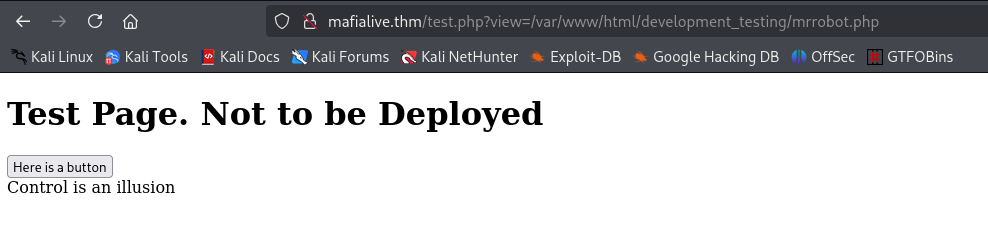 mafialive.thm/test.php?view=/var/www/html/development_testing/mrrobot.php
Kali Linux Kali Tools Kali Docs Kali Forums Kali NetHunter Exploit-DB Google Hacking DB OffSec GTFOBins
Test Page. Not to be Deployed
Here is a button
Control is an illusion